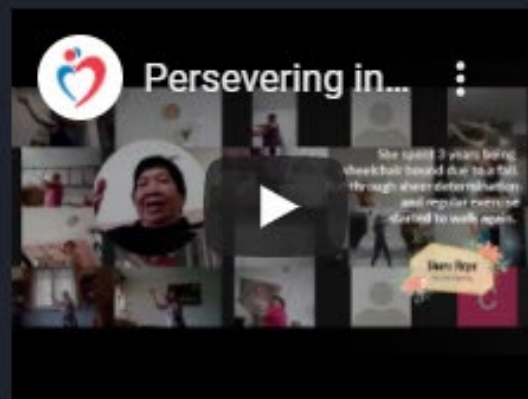 Persevering in...
She spent 3 years being
wheelchair bound due to a fall.
through sheer determination
and regular exercise
started to walk again.
C